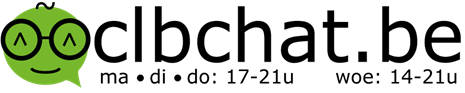 clbchat.be
ma • di • do: 17-21u woe: 14-21u